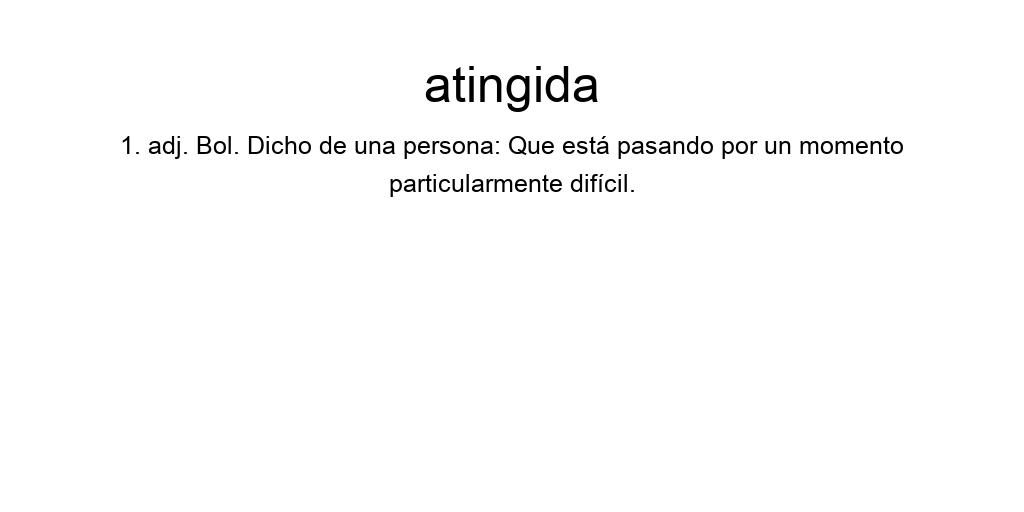 atingida
1. adj. Bol. Dicho de una persona: Que está pasando por un momento
particularmente difícil.